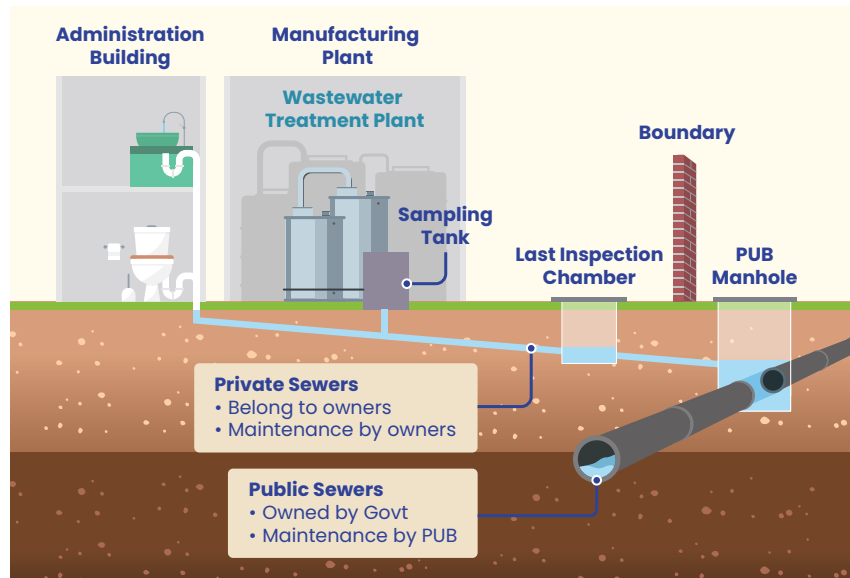 Administration
Building
Manufacturing
Plant
Wastewater
Treatment Plant
Boundary
Sampling
Tank
Last Inspection
Chamber
PUB
Manhole
Private Sewers
• Belong to owners
• Maintenance by owners
Public Sewers
• Owned by Govt
• Maintenance by PUB